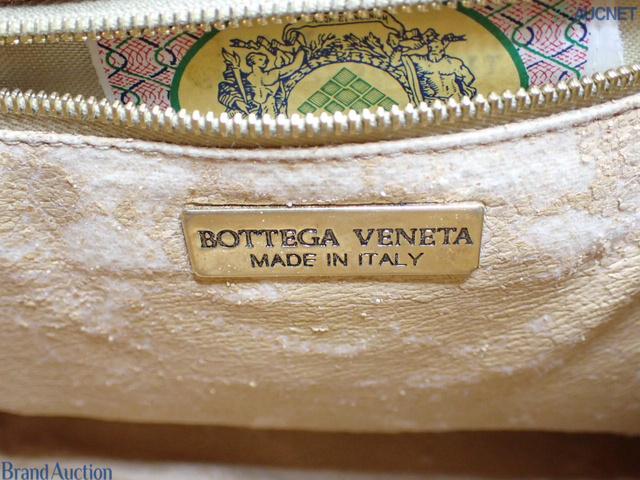 AUCNET
BOTTEGA VENETA
MADE IN ITALY
Brand Auction